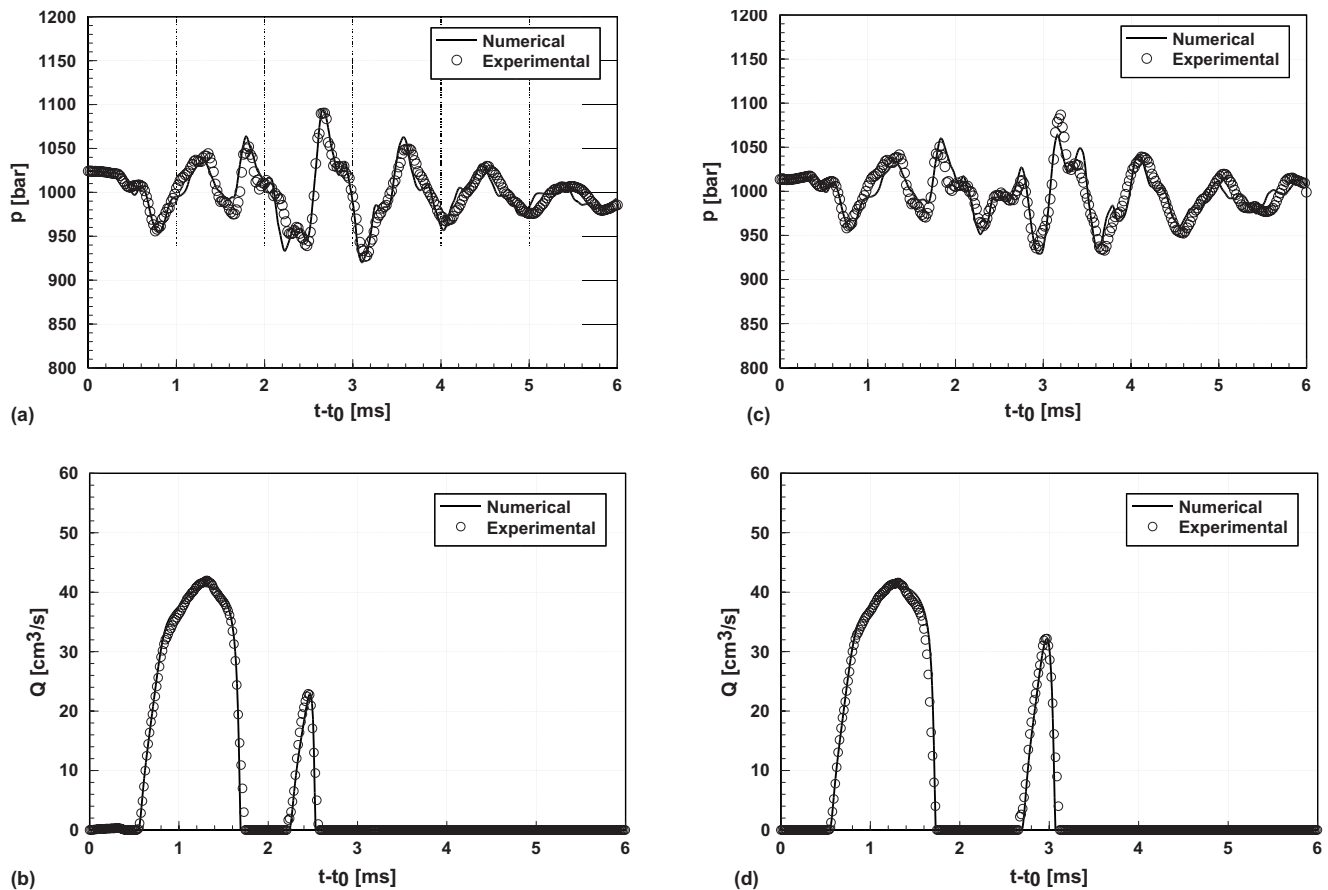 1200
1150
1100
1050
1000
950
900
850
800
p [bar]
0 1 2 3 4 5 6
t-t0 [ms]
Numerical
Experimental
(a)
1200
1150
1100
1050
1000
950
900
850
800
p [bar]
0 1 2 3 4 5 6
t-t0 [ms]
Numerical
Experimental
(c)
60
50
40
30
20
10
0
Q [cm3/s]
0 1 2 3 4 5 6
t-t0 [ms]
Numerical
Experimental
(b)
60
50
40
30
20
10
0
Q [cm3/s]
0 1 2 3 4 5 6
t-t0 [ms]
Numerical
Experimental
(d)